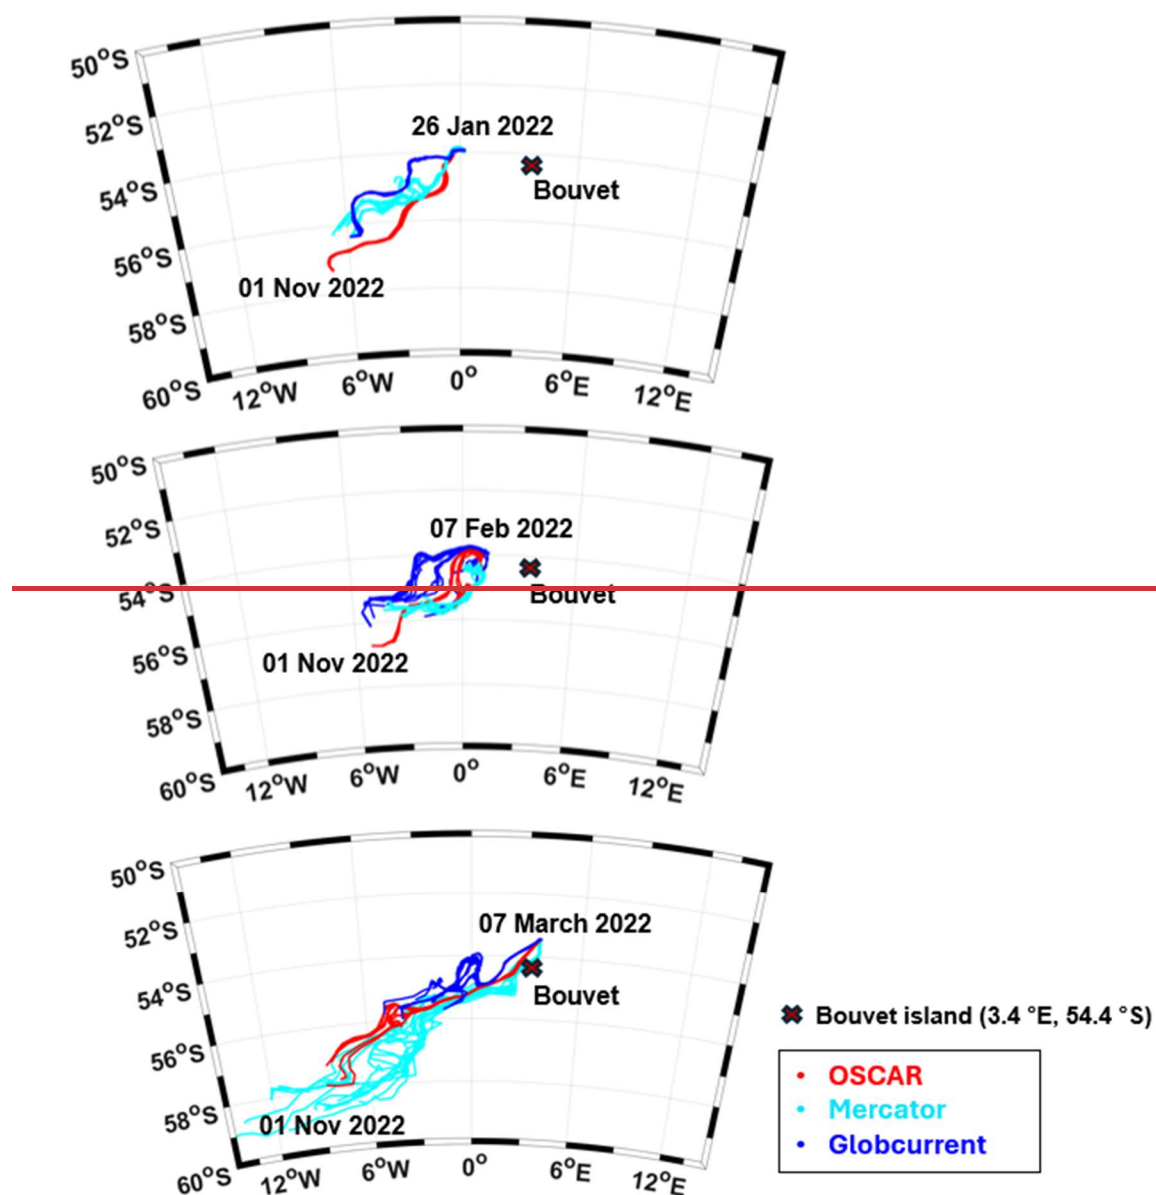 50°S
26 Jan 2022
52°S
Bouvet
54°S
56°S
01 Nov 2022
58°S
60°S 12°W 6°W 0° 6°E 12°E
50°S
07 Feb 2022
52°S
Bouvet
54°S
56°S
01 Nov 2022
58°S
60°S 12°W 6°W 0° 6°E 12°E
50°S
07 March 2022
52°S
54°S
Bouvet
Bouvet island (3.4 °E, 54.4 °S)
56°S
OSCAR
Mercator
58°S
01 Nov 2022
Globcurrent
60°S 12°W 6°W 0° 6°E 12°E